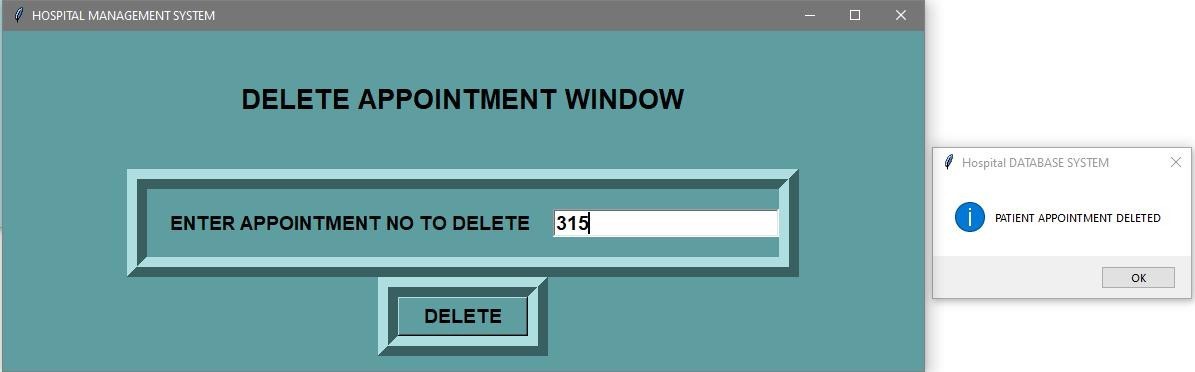 HOSPITAL MANAGEMENT SYSTEM
DELETE APPOINTMENT WINDOW
ENTER APPOINTMENT NO TO DELETE 315
DELETE
Hospital DATABASE SYSTEM
PATIENT APPOINTMENT DELETED
OK